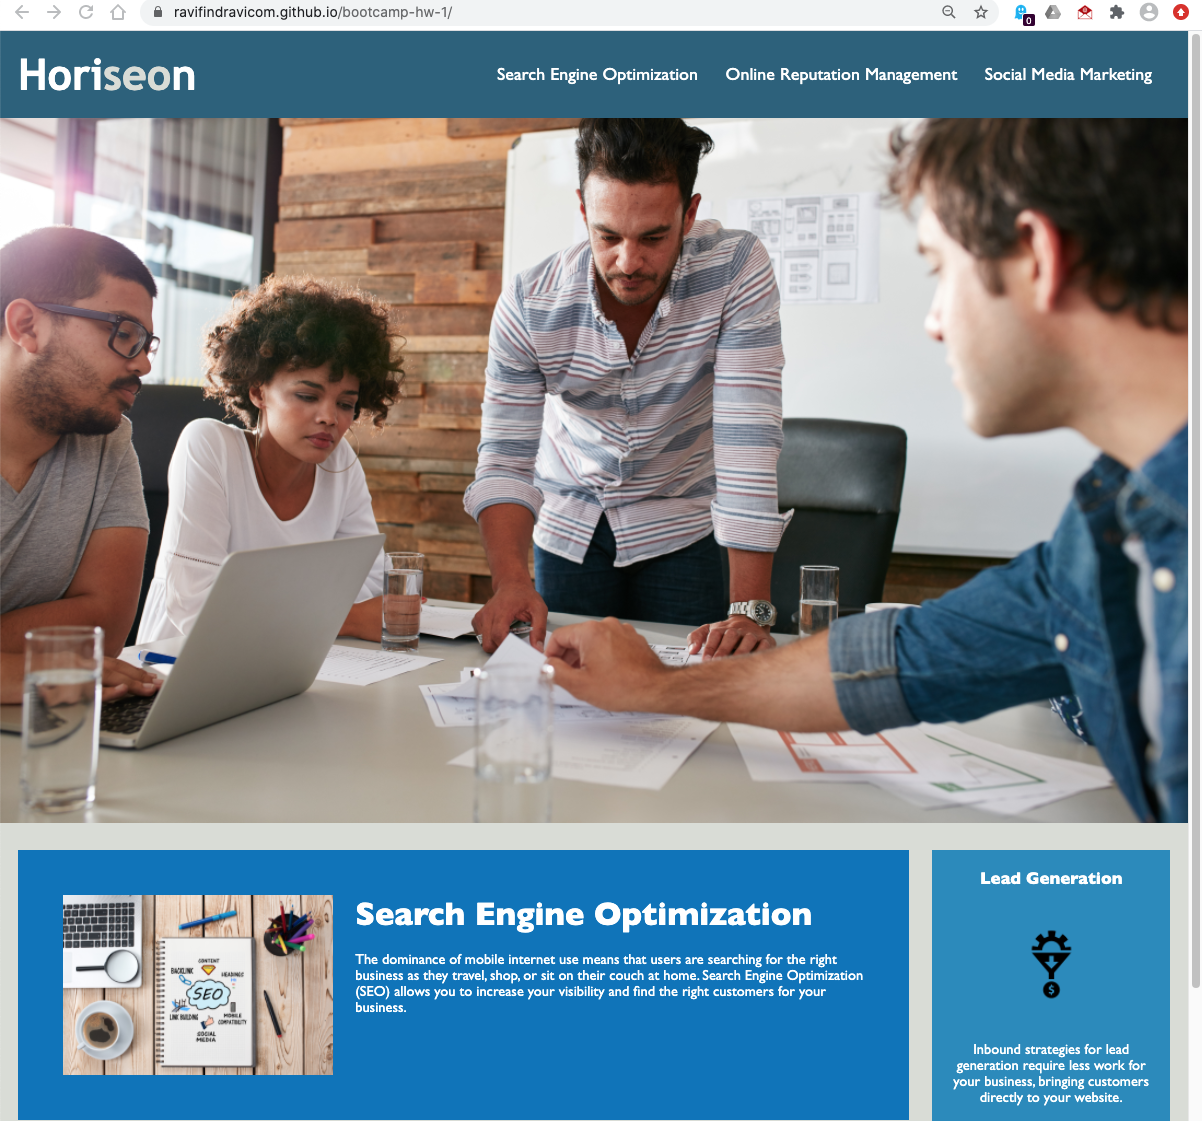 ravifindravicom.github.io/bootcamp-hw-1/
0
Horiseon
Search Engine Optimization
Online Reputation Management
Social Media Marketing
Search Engine Optimization
The dominance of mobile internet use means that users are searching for the right
business as they travel, shop, or sit on their couch at home. Search Engine Optimization
(SEO) allows you to increase your visibility and find the right customers for your
business.
CONTENT
BACKLINK
HEADINGS
SEO
LINK BUILDING
MOBILE
COMPATIBILITY
SOCIAL
MEDIA
Lead Generation
Inbound strategies for lead
generation require less work for
your business, bringing customers
directly to your website.